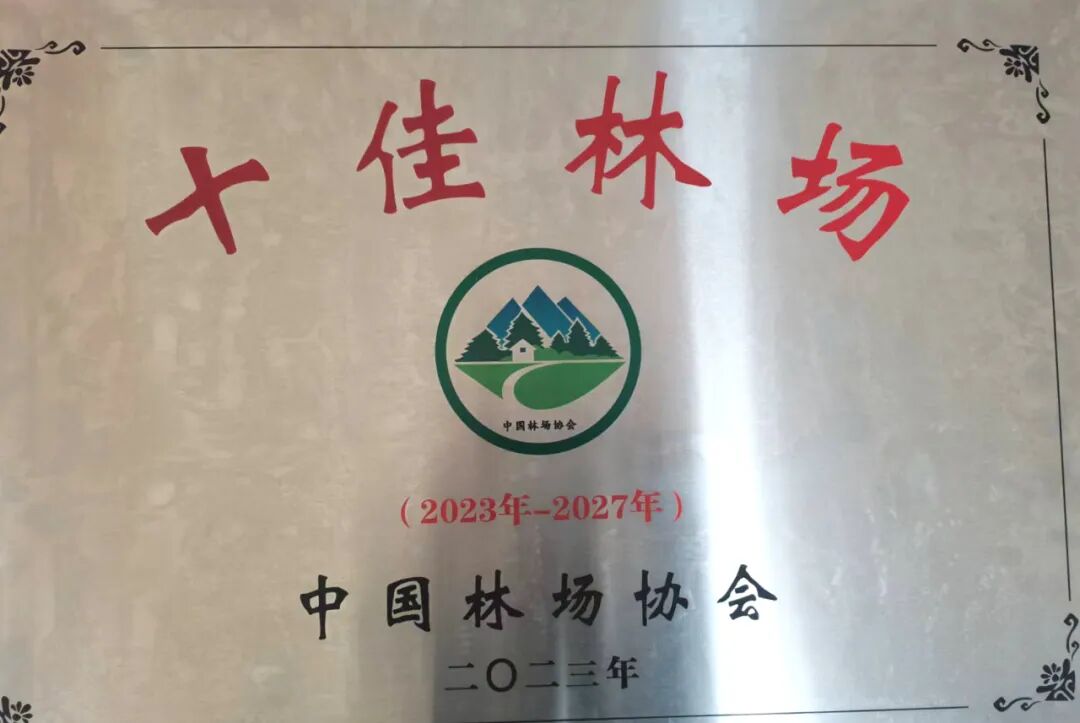 十佳林场
中国林场协会
（2023年-2027年）
中国林场协会
二〇二三年